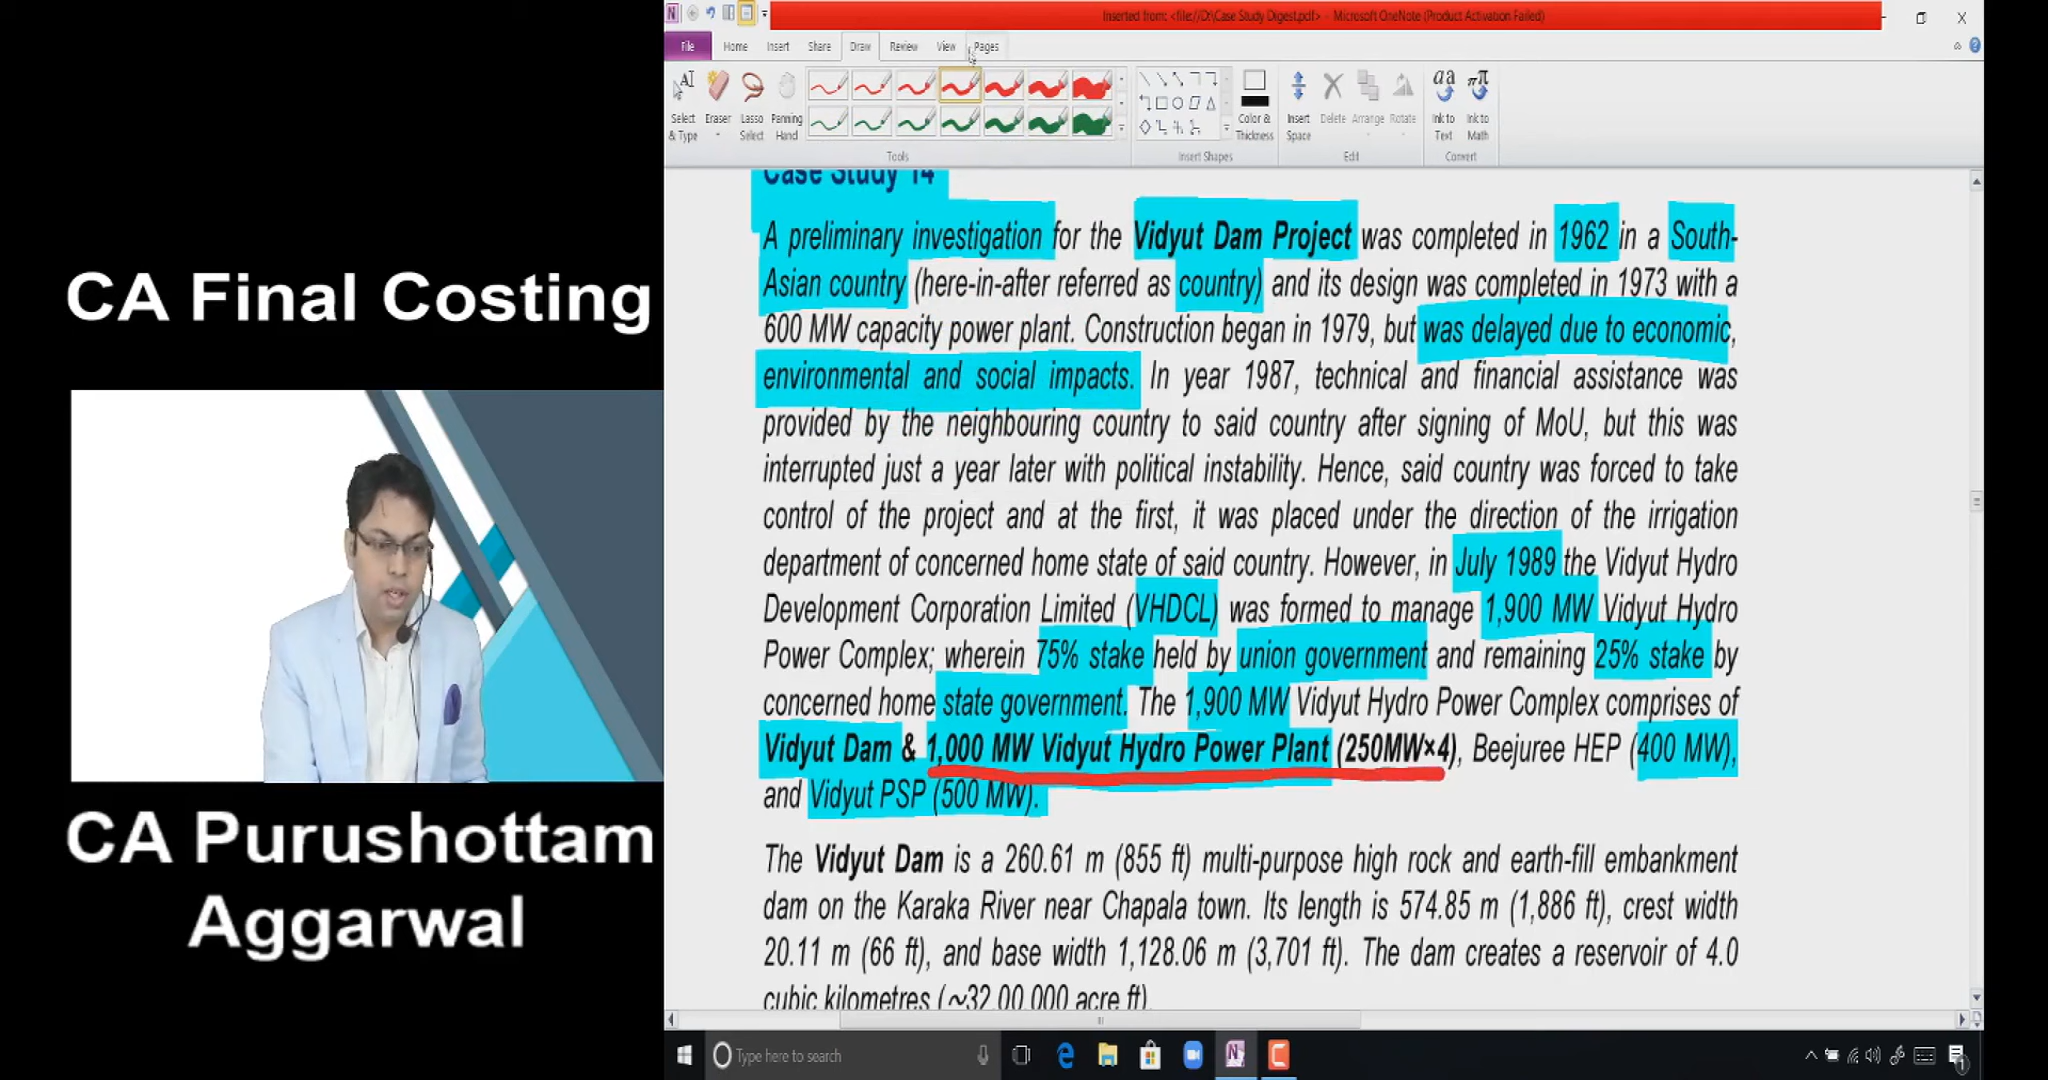 Inserted from: <file://D:\Case Study Digest.pdf> - Microsoft OneNote (Product Activation Failed)
File Home Insert Share Draw Review View Pages
Select & Type Eraser Lasso Select Panning Hand Color & Thickness Insert Space Delete Arrange Rotate Ink to Text Ink to Math
Tools Insert Shapes Edit Convert
CA Final Costing
CA Purushottam
Aggarwal
Case Study 14
A preliminary investigation for the Vidyut Dam Project was completed in 1962 in a South-
Asian country (here-in-after referred as country) and its design was completed in 1973 with a
600 MW capacity power plant. Construction began in 1979, but was delayed due to economic,
environmental and social impacts. In year 1987, technical and financial assistance was
provided by the neighbouring country to said country after signing of MoU, but this was
interrupted just a year later with political instability. Hence, said country was forced to take
control of the project and at the first, it was placed under the direction of the irrigation
department of concerned home state of said country. However, in July 1989 the Vidyut Hydro
Development Corporation Limited (VHDCL) was formed to manage 1,900 MW Vidyut Hydro
Power Complex; wherein 75% stake held by union government and remaining 25% stake by
concerned home state government. The 1,900 MW Vidyut Hydro Power Complex comprises of
Vidyut Dam & 1,000 MW Vidyut Hydro Power Plant (250MW×4), Beejuree HEP (400 MW),
and Vidyut PSP (500 MW).
The Vidyut Dam is a 260.61 m (855 ft) multi-purpose high rock and earth-fill embankment
dam on the Karaka River near Chapala town. Its length is 574.85 m (1,886 ft), crest width
20.11 m (66 ft), and base width 1,128.06 m (3,701 ft). The dam creates a reservoir of 4.0
cubic kilometres (~32,00,000 acre ft).
Type here to search